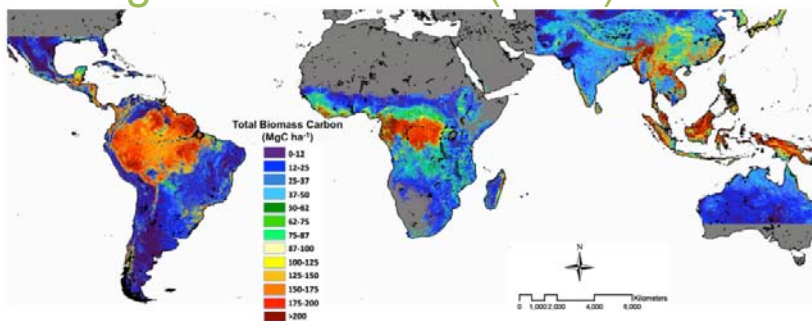 Total Biomass Carbon
(MgC ha⁻¹)
0-12
12-25
25-37
37-50
50-62
62-75
75-87
87-100
100-125
125-150
150-175
175-200
>200
N
0 1,000 2,000 4,000 6,000
Kilometers